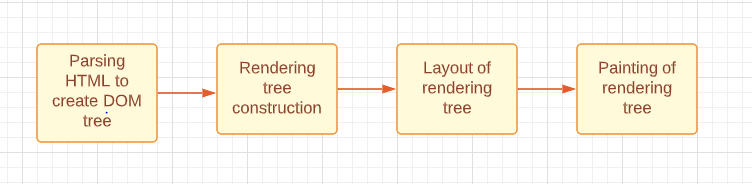 Parsing
HTML to
create DOM
tree
Rendering
tree
construction
Layout of
rendering
tree
Painting of
rendering
tree